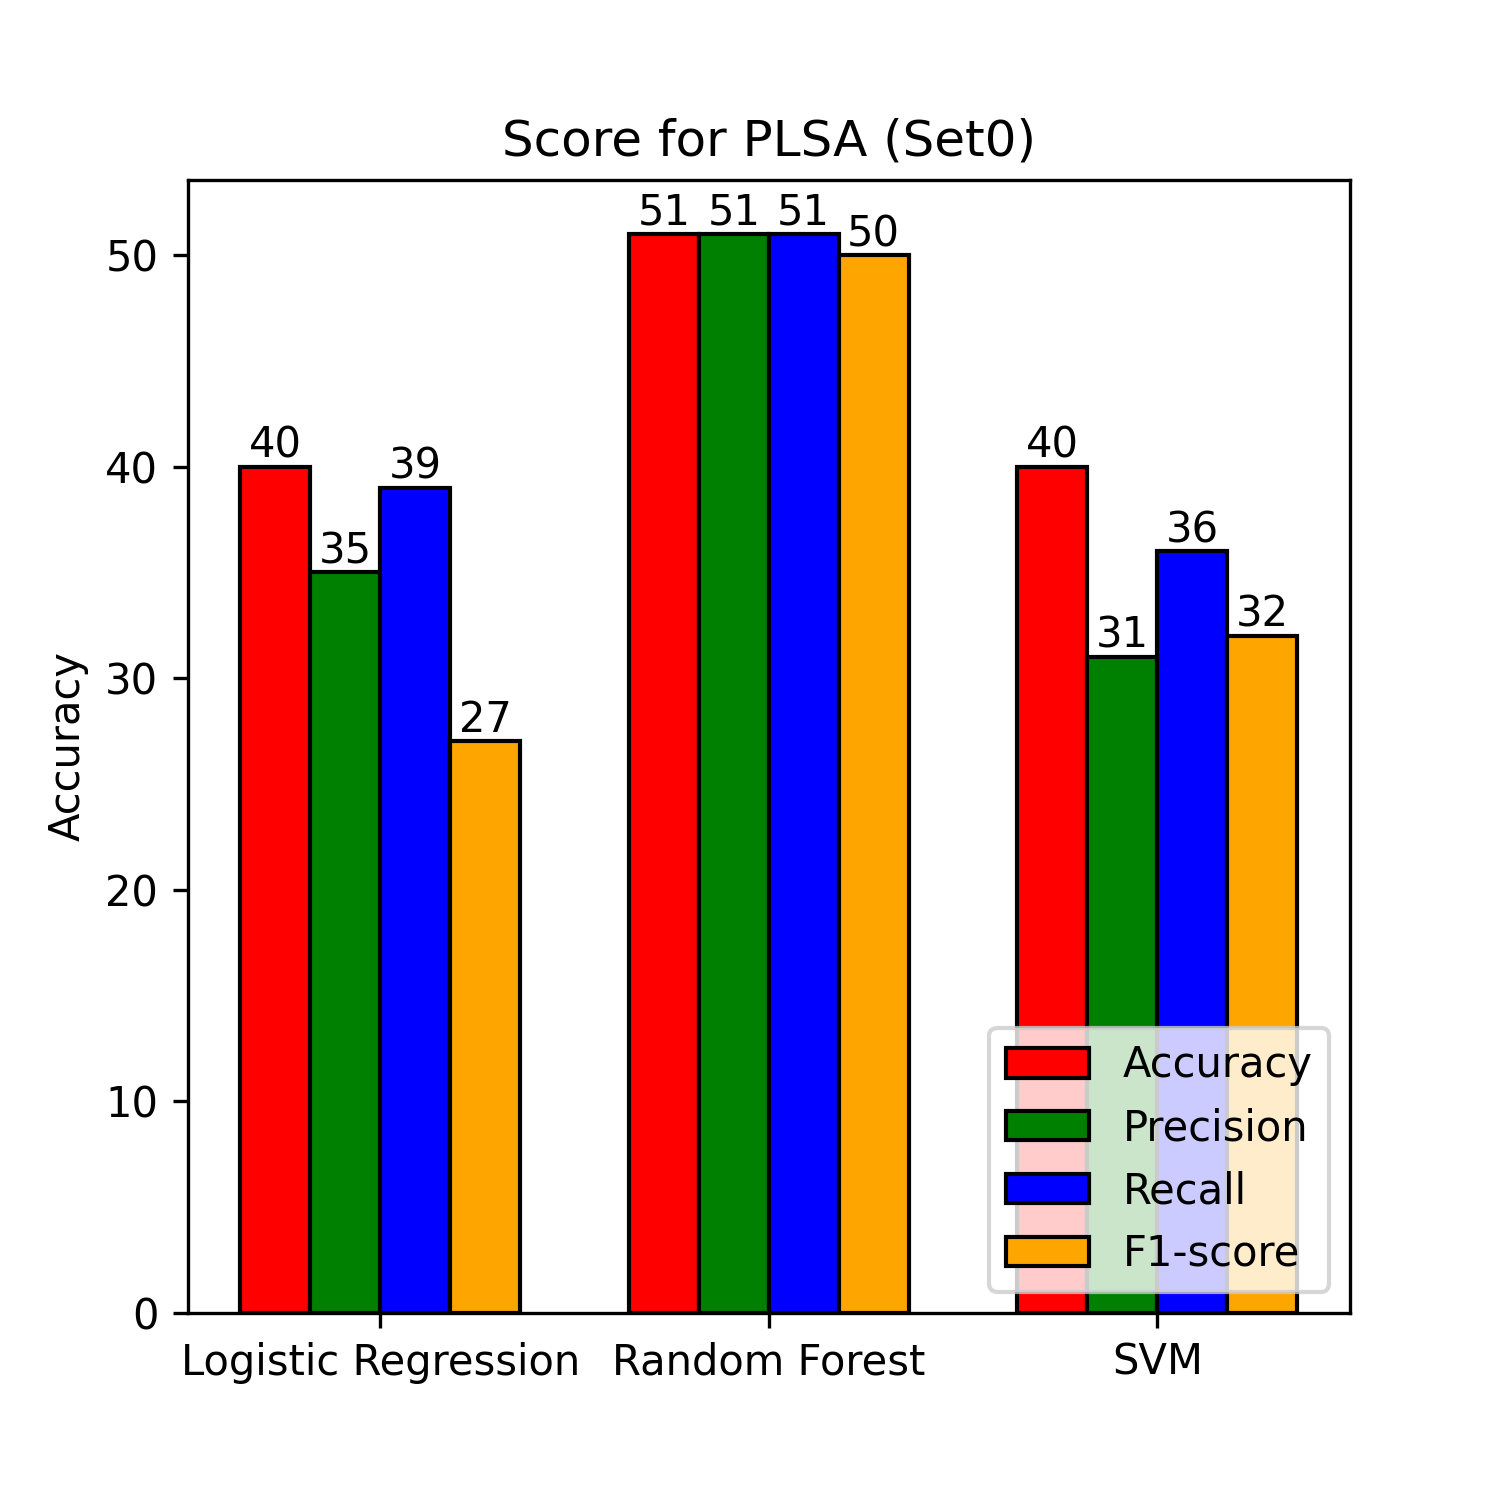 Score for PLSA (Set0)
51 51 51 50
50
40 39 40
40
36
35
31 32
30
27
20
10
0
Accuracy
Logistic Regression Random Forest SVM
Accuracy
Precision
Recall
F1-score